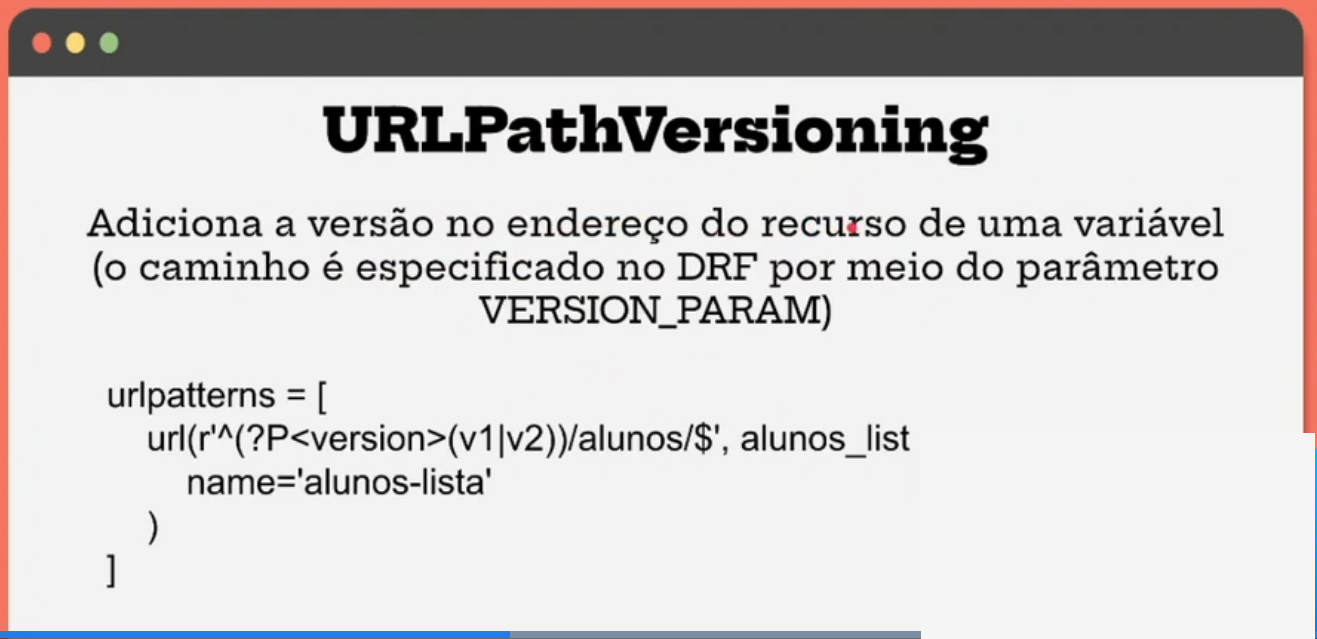 URLPathVersioning
Adiciona a versão no endereço do recurso de uma variável
(o caminho é especificado no DRF por meio do parâmetro
VERSION_PARAM)
urlpatterns = [
url(r'^(?P<version>(v1|v2))/alunos/$', alunos_list
name='alunos-lista'
)
]